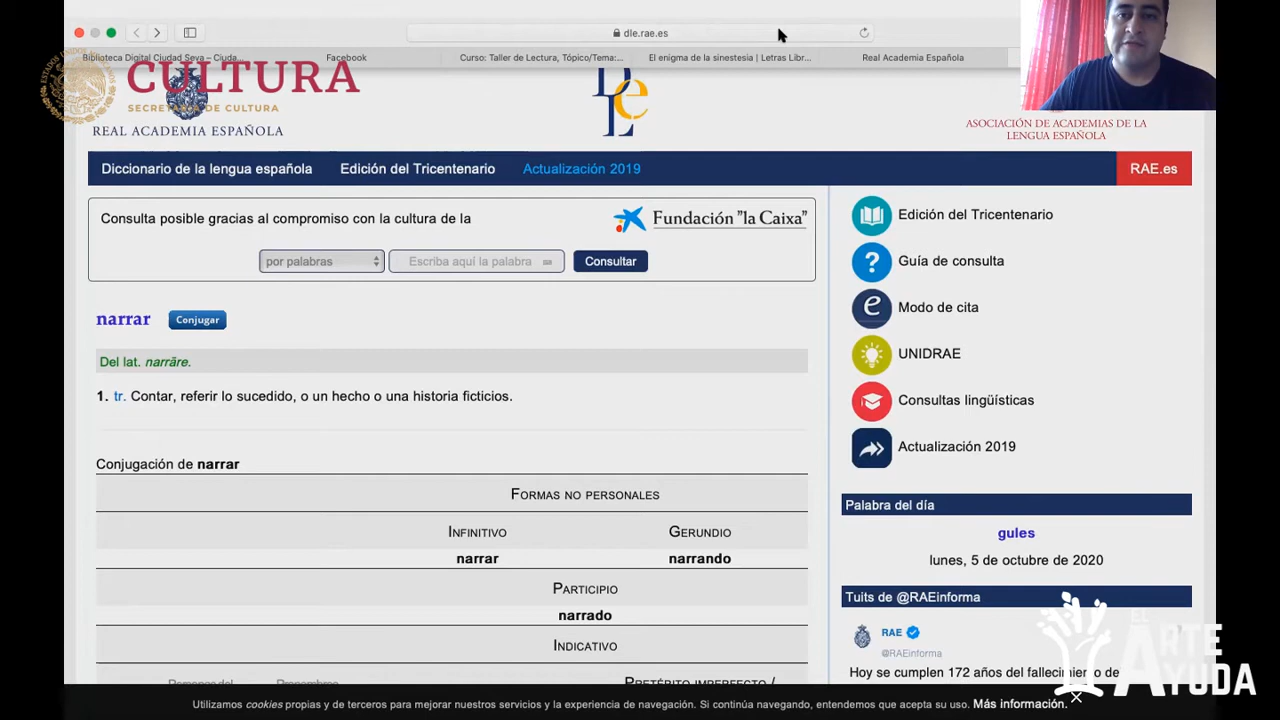 dle.rae.es
Biblioteca Digital Ciudad Seva – Ciuda...
Facebook
Curso: Taller de Lectura, Tópico/Tema:...
El enigma de la sinestesia | Letras Libr...
Real Academia Española
CULTURA
SECRETARÍA DE CULTURA
REAL ACADEMIA ESPAÑOLA
DLe
ASOCIACIÓN DE ACADEMIAS DE LA
LENGUA ESPAÑOLA
Diccionario de la lengua española
Edición del Tricentenario
Actualización 2019
RAE.es
Consulta posible gracias al compromiso con la cultura de la
Fundación "la Caixa"
por palabras
Escriba aquí la palabra
Consultar
narrar
Conjugar
Del lat. narrāre.
1. tr. Contar, referir lo sucedido, o un hecho o una historia ficticios.
Conjugación de narrar
FORMAS NO PERSONALES
INFINITIVO
GERUNDIO
narrar
narrando
PARTICIPIO
narrado
INDICATIVO
PRETÉRITO IMPERFECTO /
Edición del Tricentenario
Guía de consulta
Modo de cita
UNIDRAE
Consultas lingüísticas
Actualización 2019
Palabra del día
gules
lunes, 5 de octubre de 2020
Tuits de @RAEinforma
RAE
@RAEinforma
Hoy se cumplen 172 años del fallecimiento de
EL
ARTE
AYUDA
Utilizamos cookies propias y de terceros para mejorar nuestros servicios y la experiencia de navegación. Si continúa navegando, entendemos que acepta su uso. Más información.